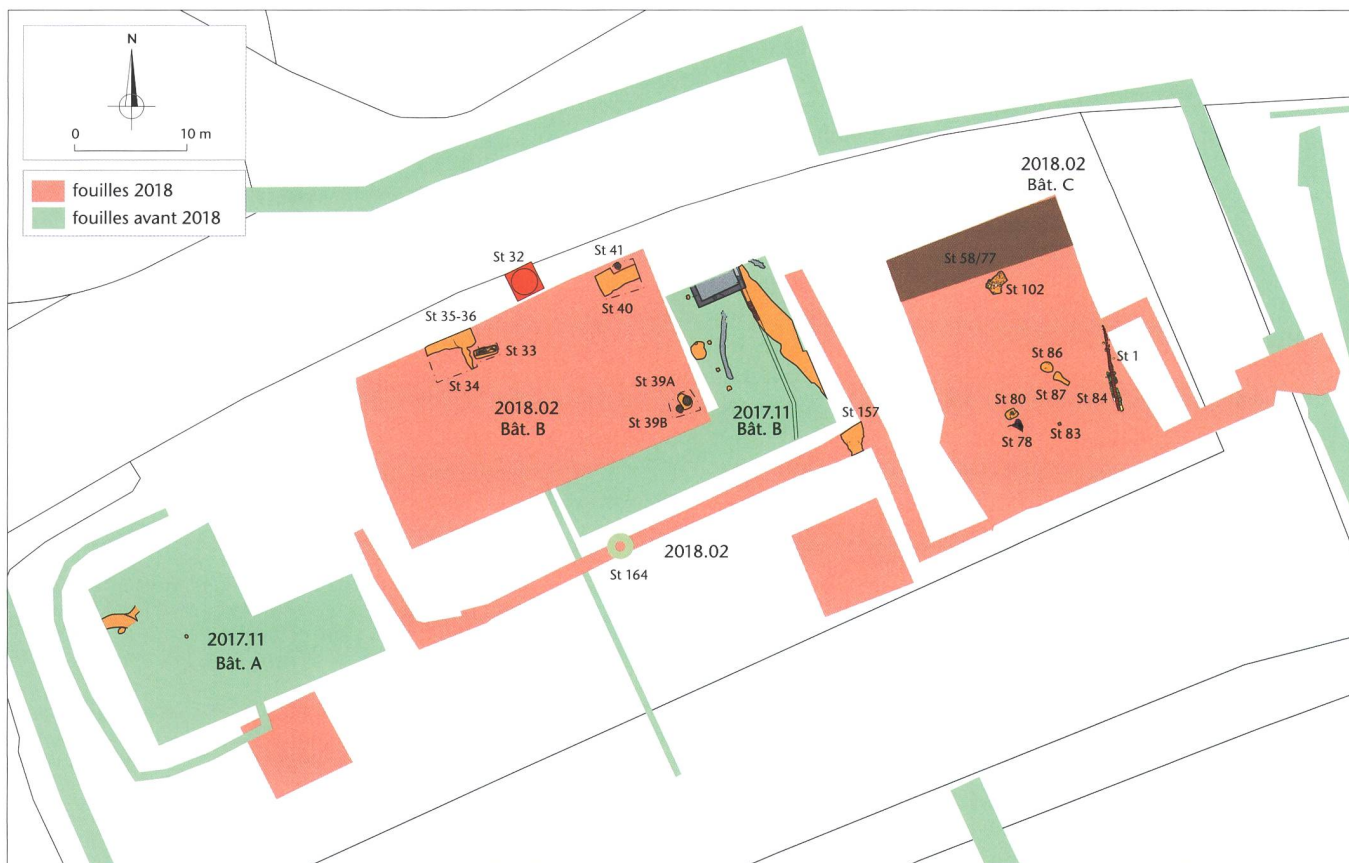 N
0 10 m
fouilles 2018
fouilles avant 2018
2018.02
Bât. C
St 32
St 41
St 58/77
St 102
St 40
St 35-36
St 33
St 34
St 1
St 86
St 39A
St 87
St 84
2018.02
Bât. B
St 39B
2017.11
Bât. B
St 80
St 157
St 78
St 83
2018.02
St 164
2017.11
Bât. A